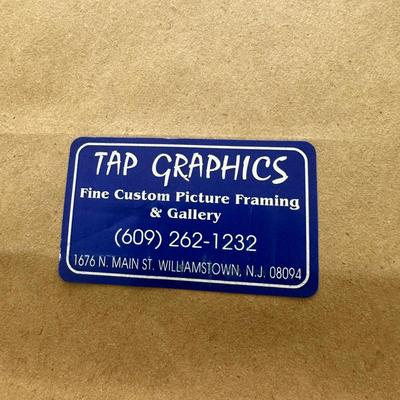 TAP GRAPHICS
Fine Custom Picture Framing
& Gallery
(609) 262-1232
1676 N. MAIN ST. WILLIAMSTOWN, N.J. 08094